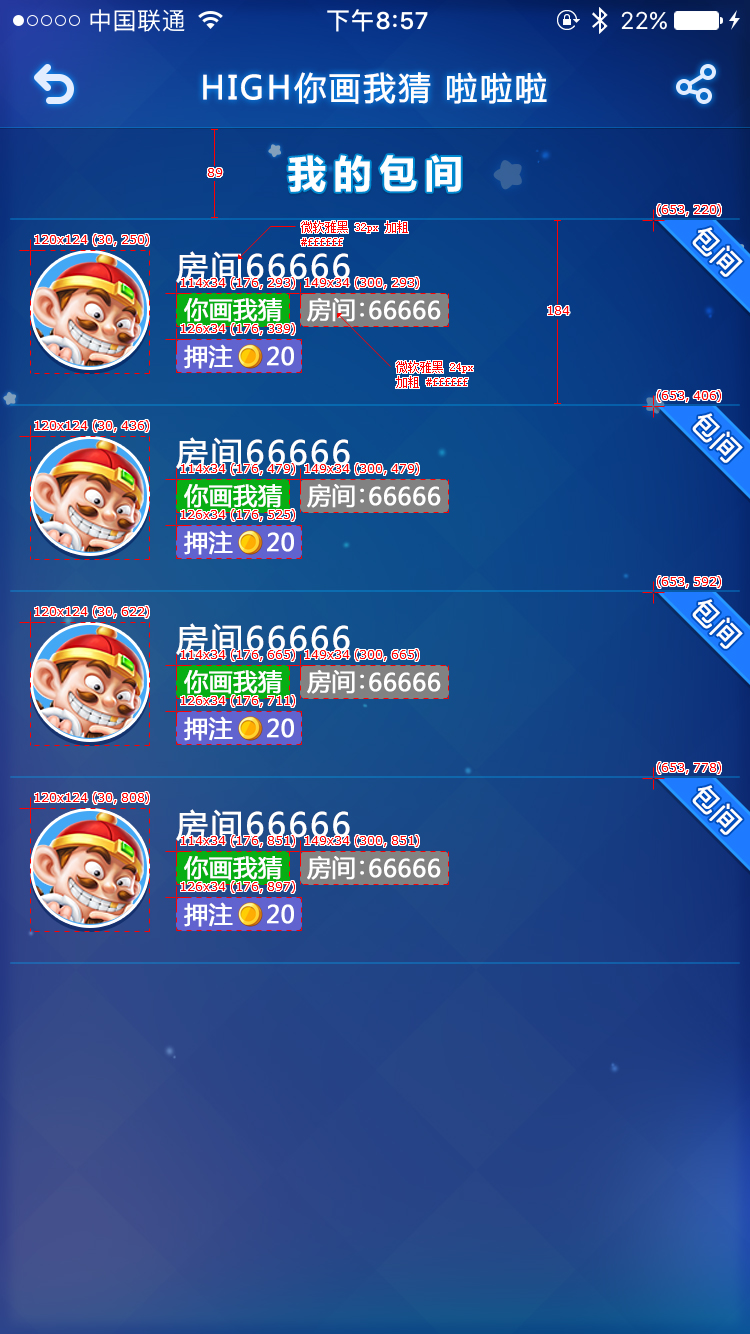 中国联通 下午8:57 22%
HIGH你画我猜 啦啦啦
89
我的包间
(653, 220)
120x124 (30, 250)
微软雅黑 32px 加粗
#ffffff
包间
房间66666
114x34 (176, 293) 149x34 (300, 293)
你画我猜 房间:66666
184
126x34 (176, 339)
押注 20
微软雅黑 24px
加粗 #ffffff
(653, 406)
120x124 (30, 436)
包间
房间66666
114x34 (176, 479) 149x34 (300, 479)
你画我猜 房间:66666
126x34 (176, 525)
押注 20
(653, 592)
120x124 (30, 622)
包间
房间66666
114x34 (176, 665) 149x34 (300, 665)
你画我猜 房间:66666
126x34 (176, 711)
押注 20
(653, 778)
120x124 (30, 808)
包间
房间66666
114x34 (176, 851) 149x34 (300, 851)
你画我猜 房间:66666
126x34 (176, 897)
押注 20